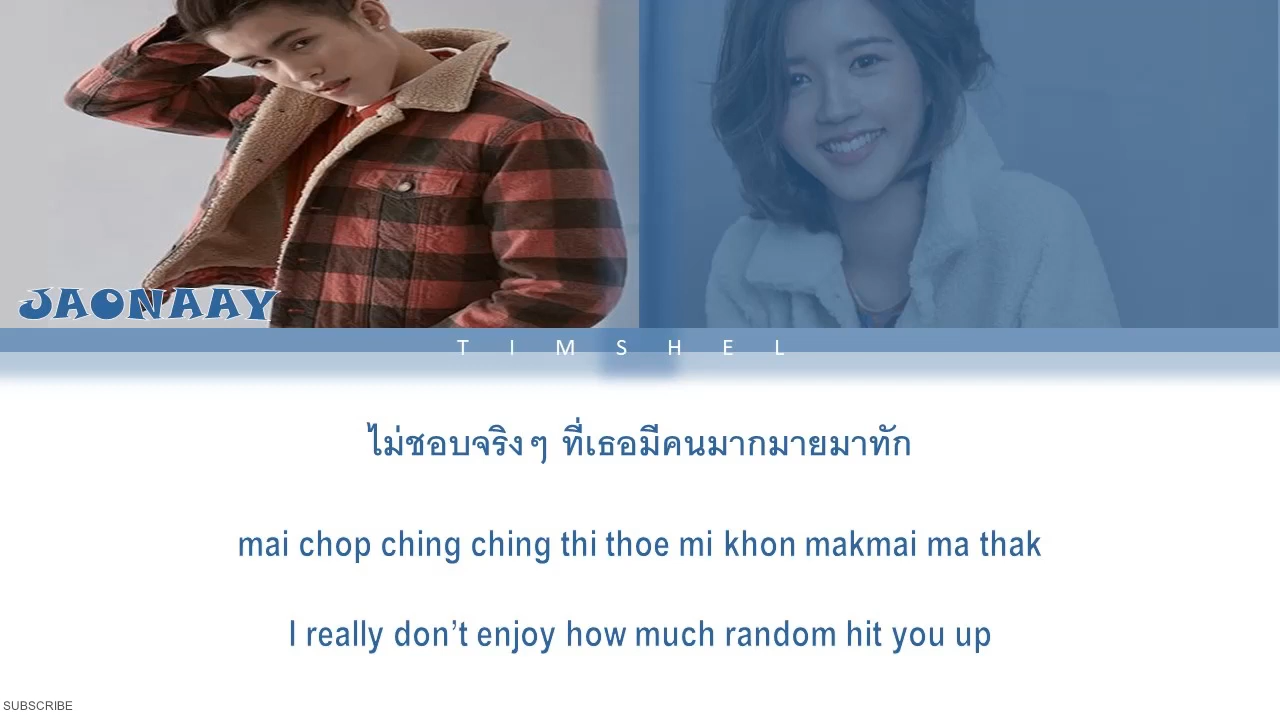 JAONAAY
TIMSHEL
ไม่ชอบจริงๆ ที่เธอมีคนมากมายมาทัก
mai chop ching ching thi thoe mi khon makmai ma thak
I really don’t enjoy how much random hit you up
SUBSCRIBE